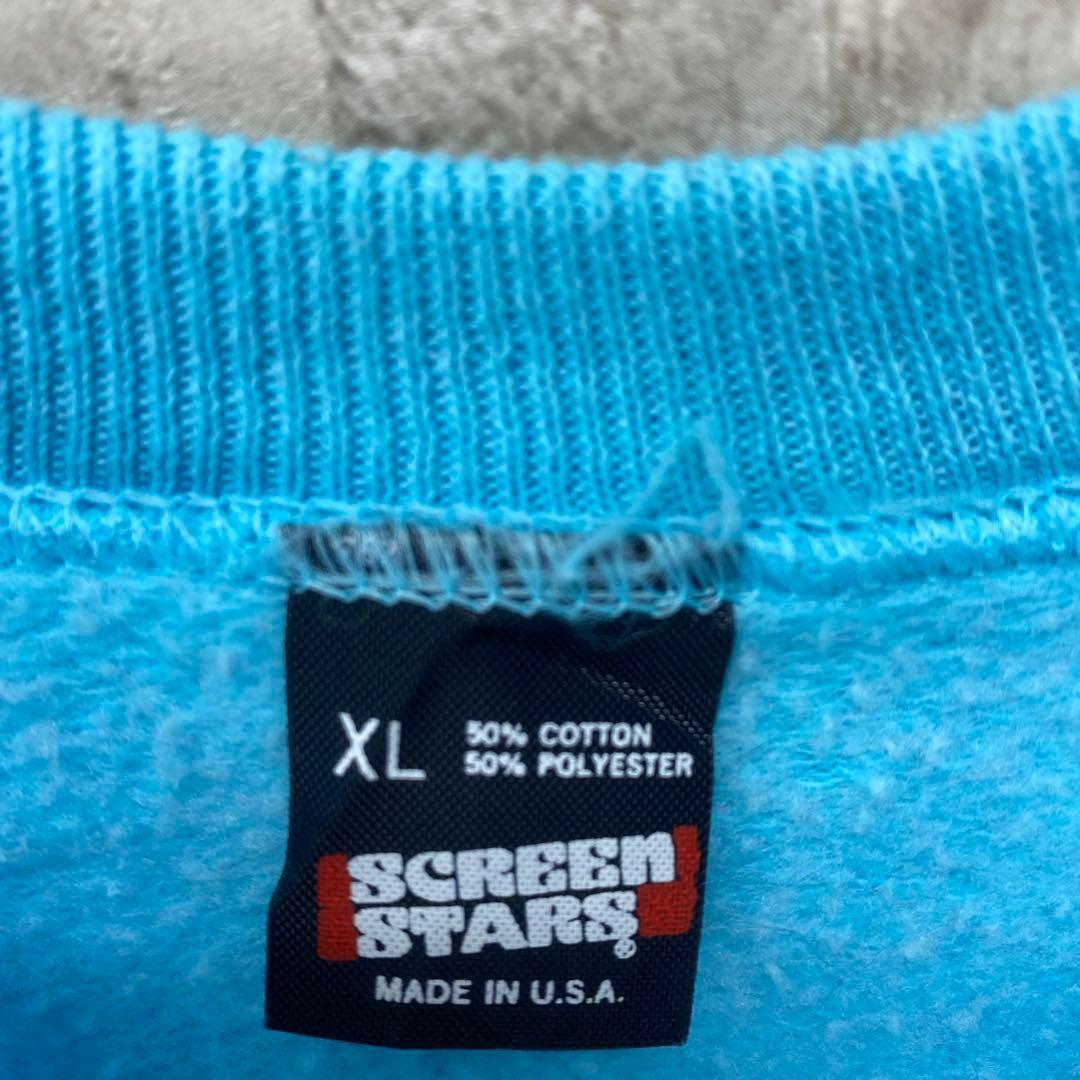 XL
50% COTTON
50% POLYESTER
SCREEN
STARS®
MADE IN U.S.A.